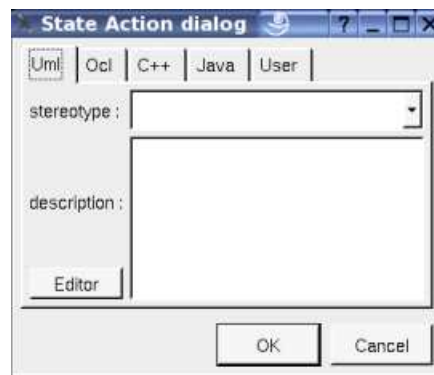 State Action dialog ?
Uml Ocl C++ Java User
stereotype :
description :
Editor
OK Cancel